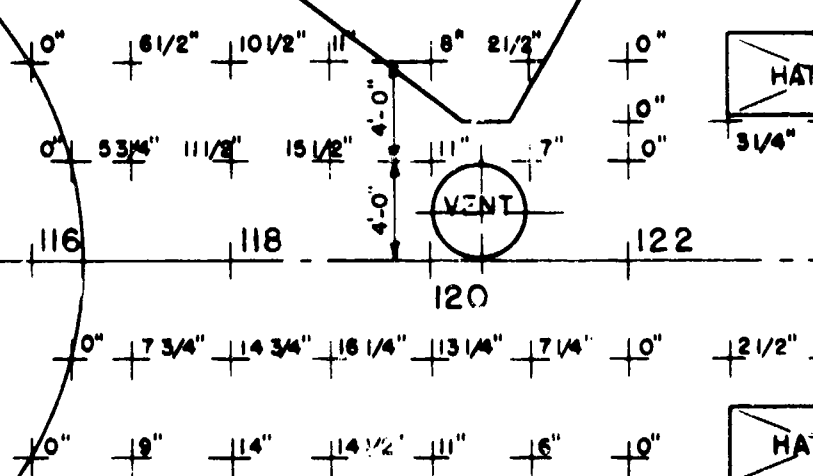 0" 6 1/2" 10 1/2" 11" 8" 2 1/2" 0"
HAT
4'-0" 0"
3 1/4"
0" 5 3/4" 11 1/2" 15 1/2" 11" 7" 0"
4'-0" VENT
116 118 122
120
0" 7 3/4" 14 3/4" 16 1/4" 13 1/4" 7 1/4" 0" 2 1/2"
0" 9" 14" 14 1/2" 11" 6" 0" HAT